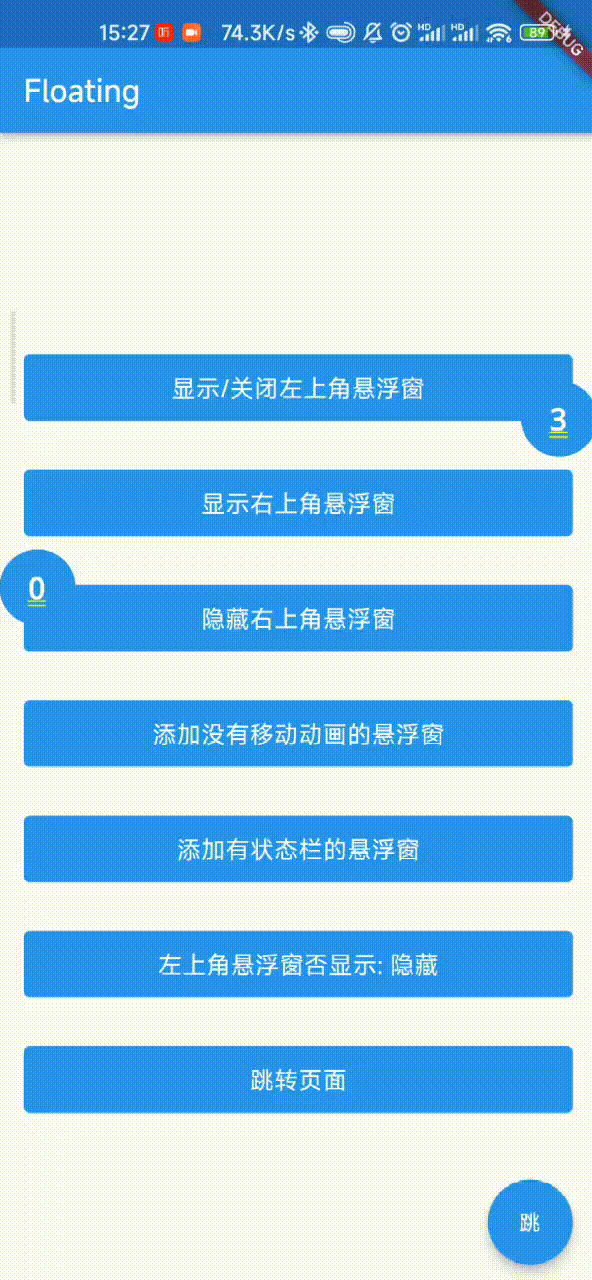 15:27 听 74.3K/s HD HD 89
DEBUG
Floating
显示/关闭左上角悬浮窗
3
显示右上角悬浮窗
0
隐藏右上角悬浮窗
添加没有移动动画的悬浮窗
添加有状态栏的悬浮窗
左上角悬浮窗否显示: 隐藏
跳转页面
跳